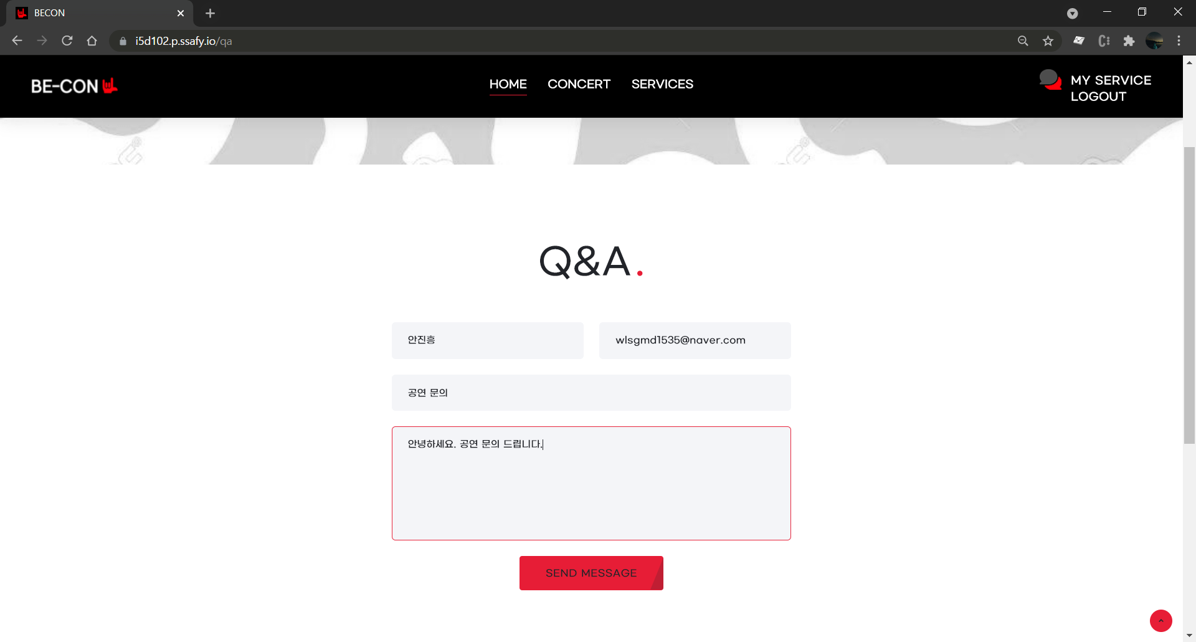 BECON
i5d102.p.ssafy.io/qa
BE-CON
HOME CONCERT SERVICES
MY SERVICE
LOGOUT
Q&A.
안진흥 wlsgmd1535@naver.com
공연 문의
안녕하세요. 공연 문의 드립니다.
SEND MESSAGE